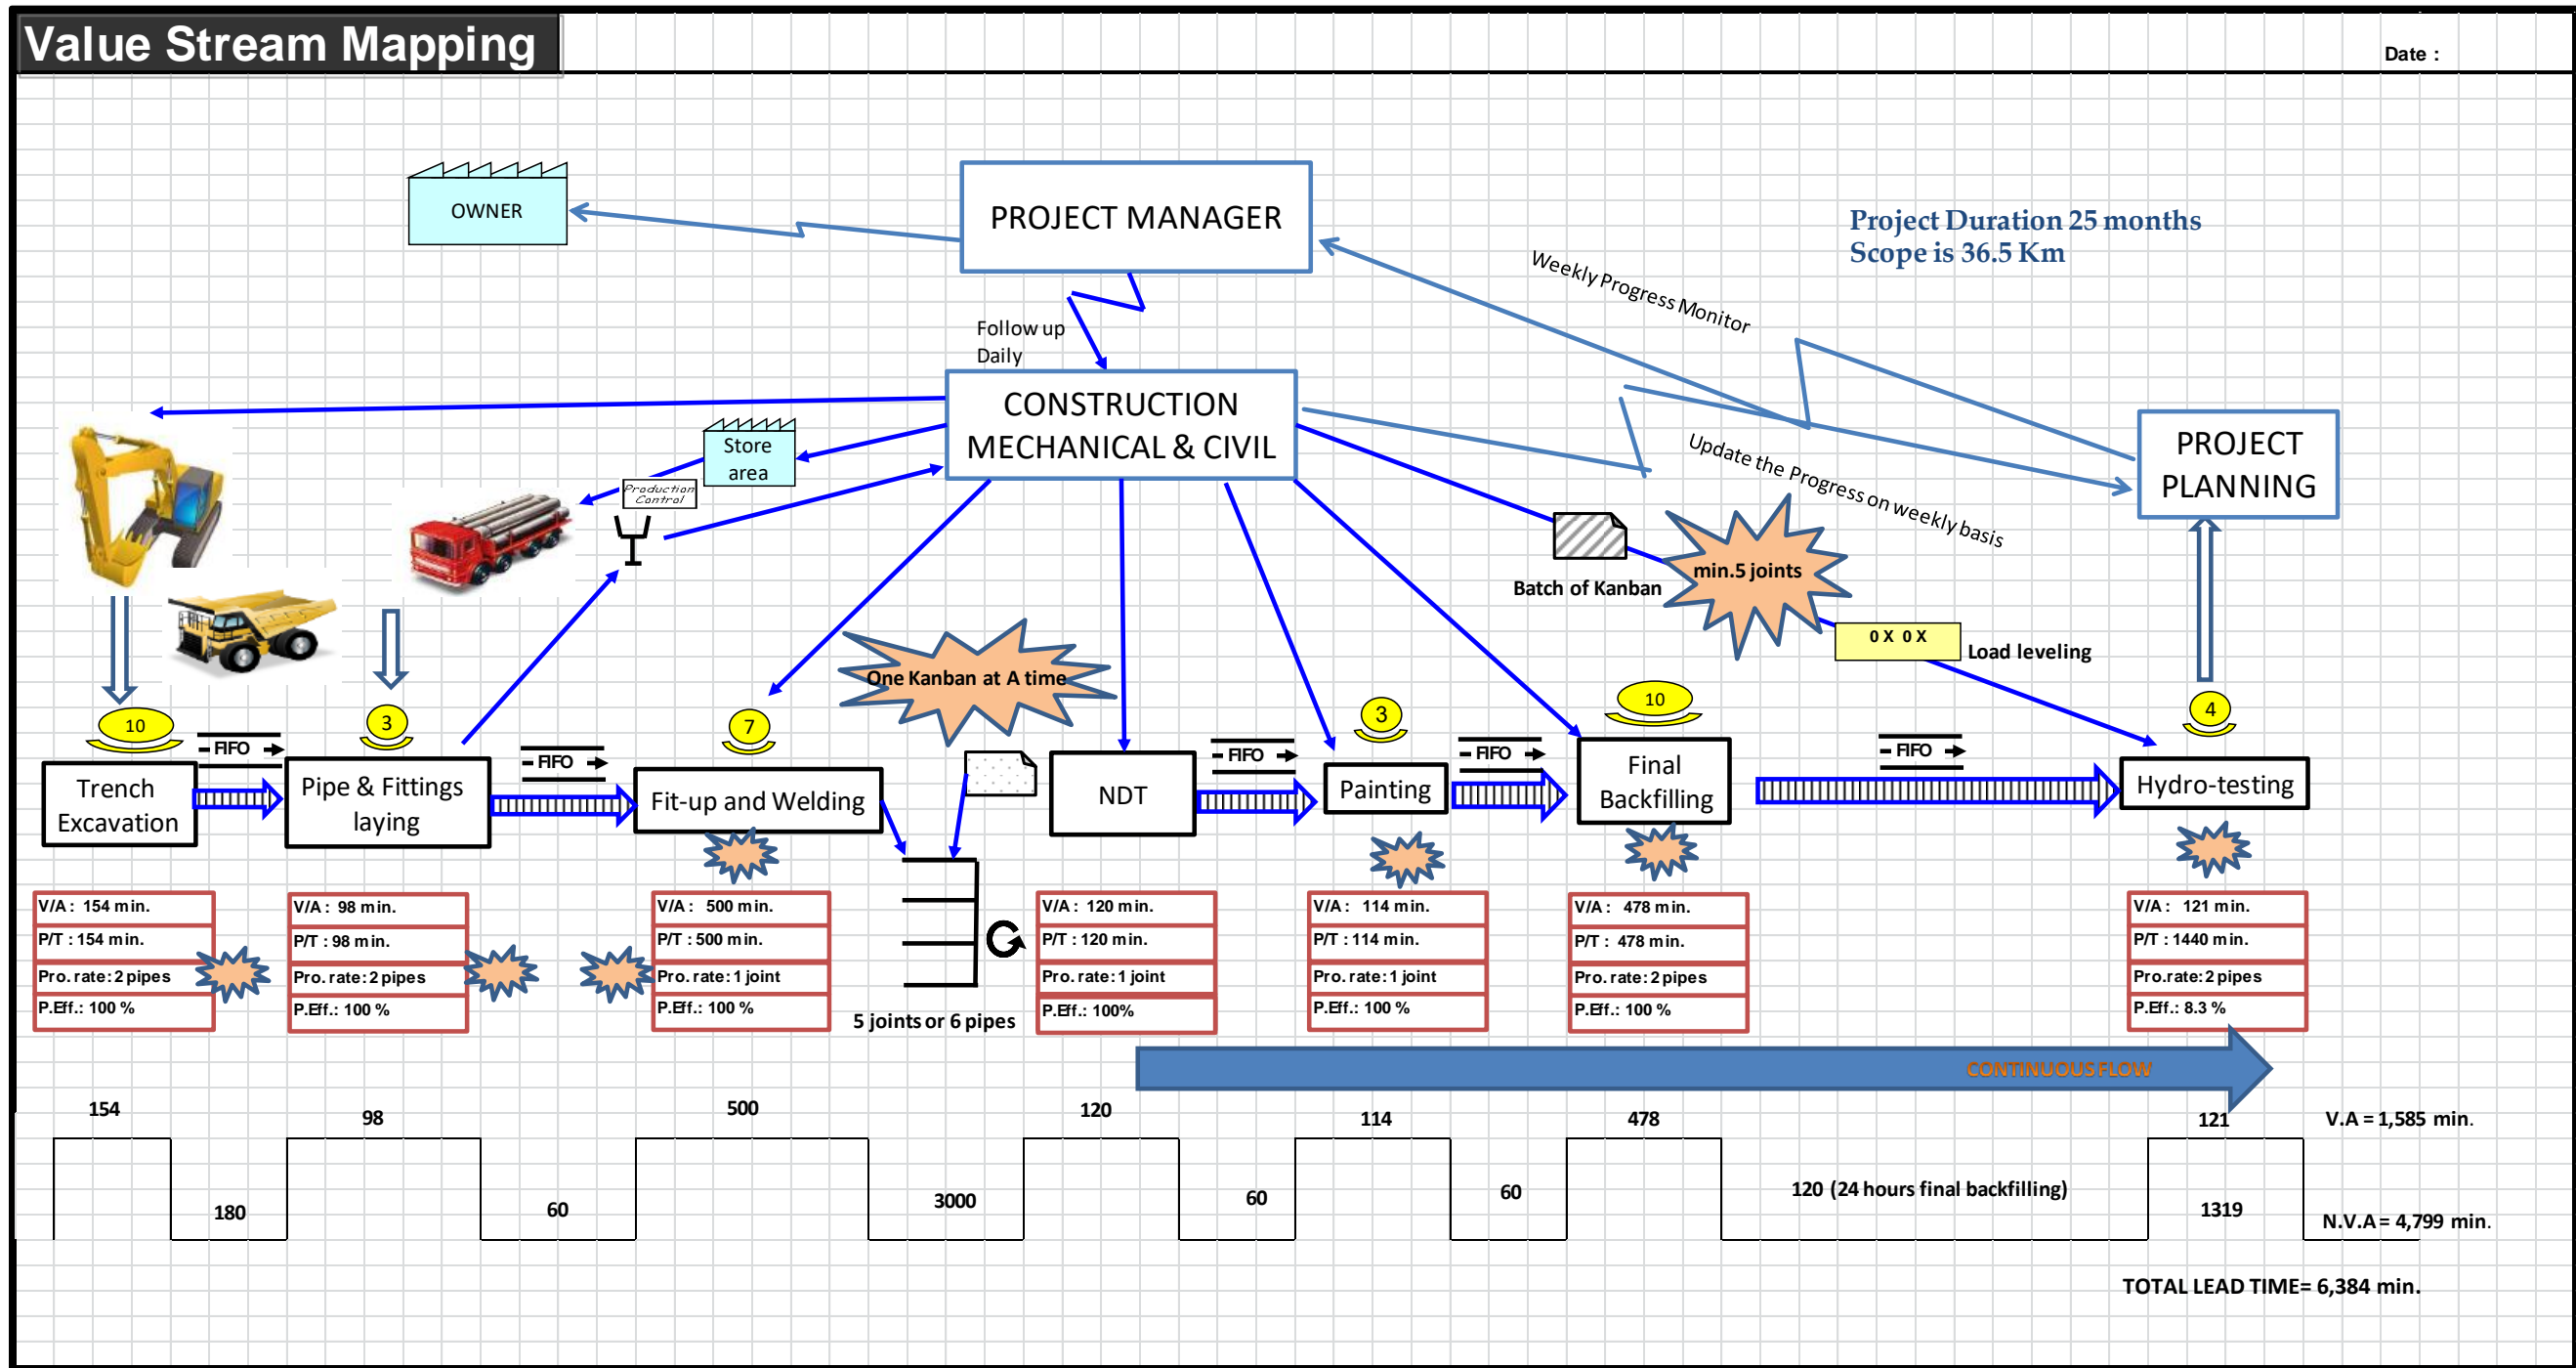 Value Stream Mapping
Date :
OWNER
PROJECT MANAGER
Project Duration 25 months
Scope is 36.5 Km
Weekly Progress Monitor
Follow up
Daily
CONSTRUCTION
MECHANICAL & CIVIL
Store
area
Production
Control
PROJECT
PLANNING
Update the Progress on weekly basis
min.5 joints
Batch of Kanban
0 X 0 X
Load leveling
One Kanban at A time
10
3
7
3
10
4
FIFO
FIFO
FIFO
FIFO
FIFO
Trench
Excavation
Pipe & Fittings
laying
Fit-up and Welding
NDT
Painting
Final
Backfilling
Hydro-testing
V/A : 154 min.
P/T : 154 min.
Pro. rate: 2 pipes
P.Eff.: 100 %
V/A : 98 min.
P/T : 98 min.
Pro. rate: 2 pipes
P.Eff.: 100 %
V/A : 500 min.
P/T : 500 min.
Pro. rate: 1 joint
P.Eff.: 100 %
5 joints or 6 pipes
V/A : 120 min.
P/T : 120 min.
Pro. rate: 1 joint
P.Eff.: 100%
V/A : 114 min.
P/T : 114 min.
Pro. rate: 1 joint
P.Eff.: 100 %
V/A : 478 min.
P/T : 478 min.
Pro. rate: 2 pipes
P.Eff.: 100 %
V/A : 121 min.
P/T : 1440 min.
Pro. rate: 2 pipes
P.Eff.: 8.3 %
CONTINUOUS FLOW
154
98
500
120
114
478
121
V.A = 1,585 min.
180
60
3000
60
60
120 (24 hours final backfilling)
1319
N.V.A = 4,799 min.
TOTAL LEAD TIME= 6,384 min.